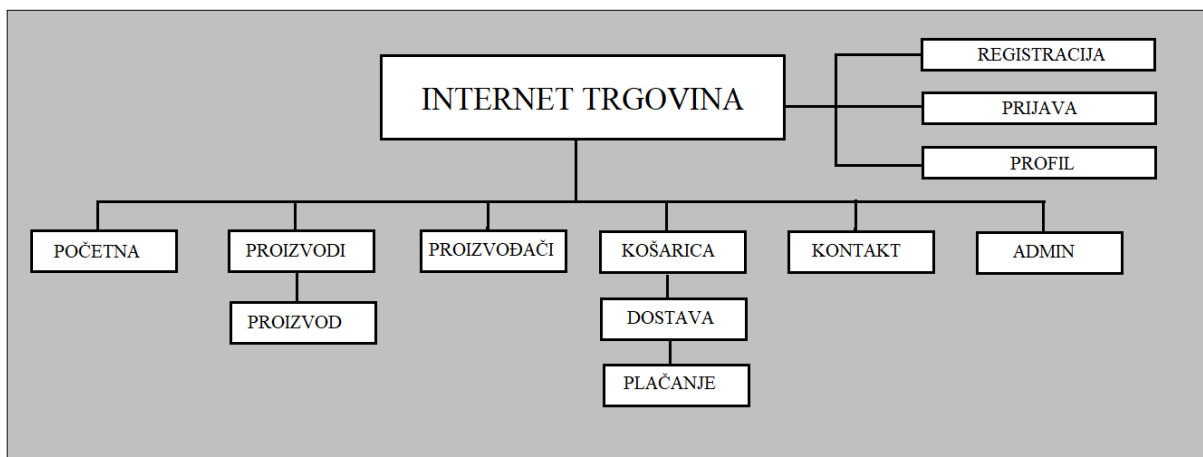 INTERNET TRGOVINA
REGISTRACIJA
PRIJAVA
PROFIL
POČETNA
PROIZVODI
PROIZVOĐAČI
KOŠARICA
KONTAKT
ADMIN
PROIZVOD
DOSTAVA
PLAČANJE